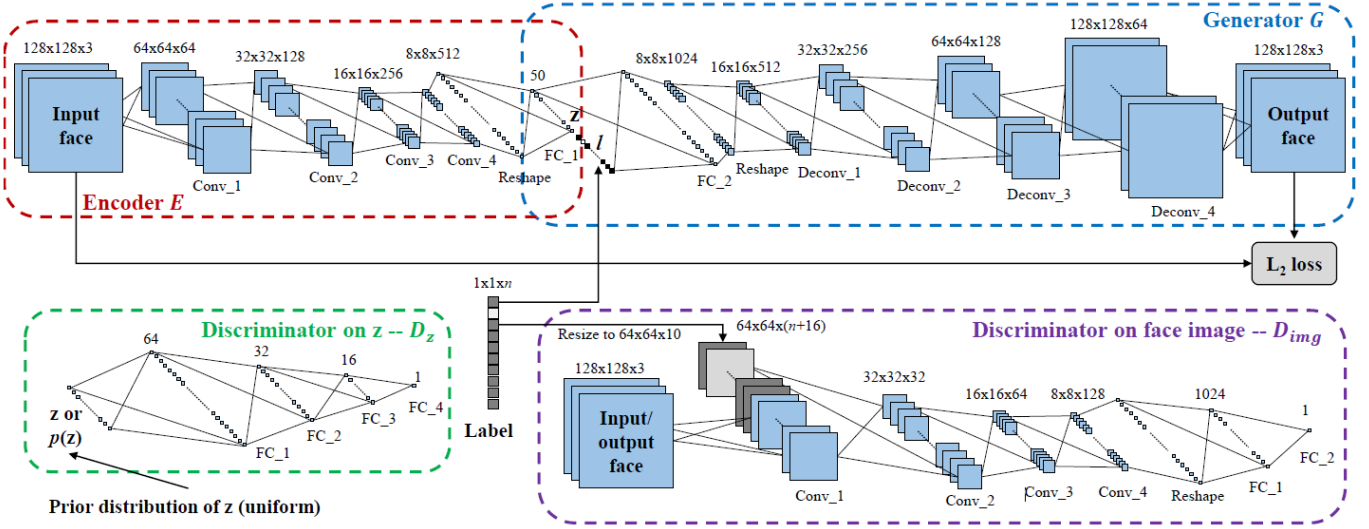 Generator G
128x128x3
64x64x64
32x32x128
16x16x256
8x8x512
50
8x8x1024
16x16x512
32x32x256
64x64x128
128x128x64
128x128x3
Input
face
z
l
Output
face
Conv_1
Conv_2
Conv_3
Conv_4
Reshape
FC_1
FC_2
Reshape
Deconv_1
Deconv_2
Deconv_3
Deconv_4
Encoder E
L2 loss
1x1xn
Label
Discriminator on z -- Dz
64
32
16
1
z or
p(z)
FC_1
FC_2
FC_3
FC_4
Prior distribution of z (uniform)
Resize to 64x64x10
64x64x(n+16)
Discriminator on face image -- Dimg
128x128x3
32x32x32
16x16x64
8x8x128
1024
1
Input/
output
face
Conv_1
Conv_2
Conv_3
Conv_4
Reshape
FC_1
FC_2